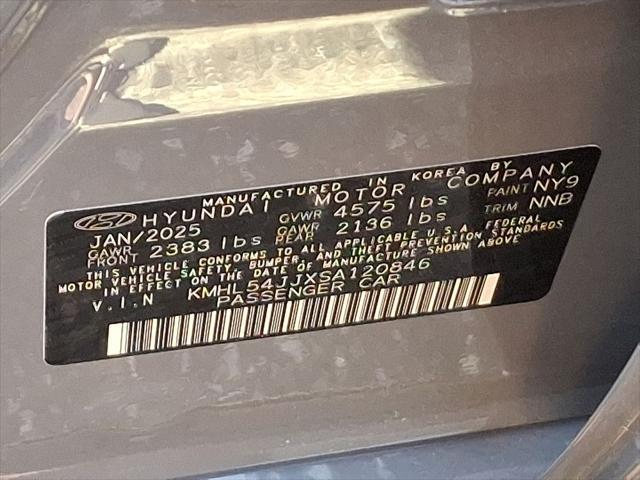 MANUFACTURED IN KOREA BY
HYUNDAI MOTOR COMPANY
JAN/2025 GVWR 4575 lbs PAINT NY9
GAWR FRONT 2383 lbs GAWR REAR 2136 lbs TRIM NNB
THIS VEHICLE CONFORMS TO ALL APPLICABLE U.S.A. FEDERAL
MOTOR VEHICLE SAFETY, BUMPER, AND THEFT PREVENTION STANDARDS
IN EFFECT ON THE DATE OF MANUFACTURE SHOWN ABOVE
V.I.N KMHL54JJXSA120846
PASSENGER CAR